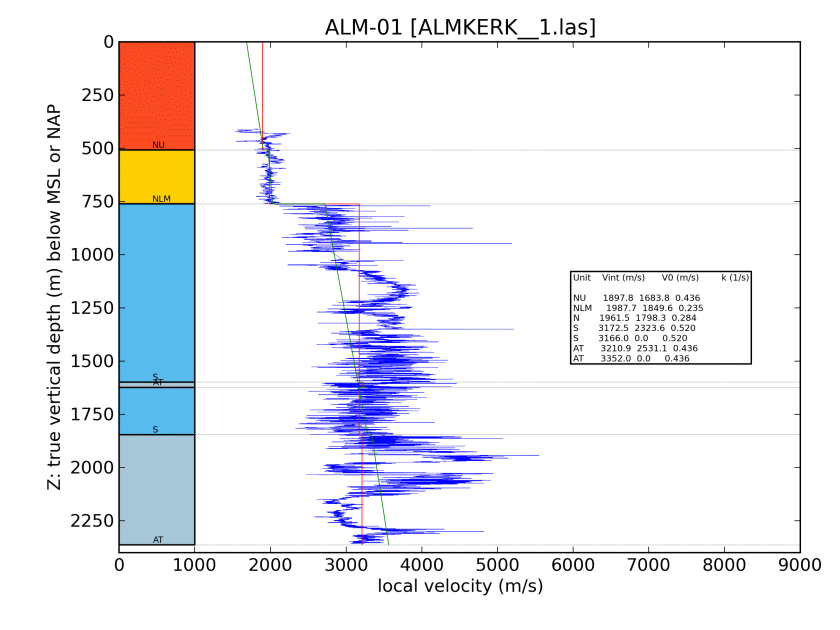 ALM-01 [ALMKERK__1.las]
Z: true vertical depth (m) below MSL or NAP
0
250
500
750
1000
1250
1500
1750
2000
2250
NU
NLM
S
AT
S
AT
Unit Vint (m/s) V0 (m/s) k (1/s)
NU 1897.8 1683.8 0.436
NLM 1987.7 1849.6 0.235
N 1961.5 1798.3 0.284
S 3172.5 2323.6 0.520
S 3166.0 0.0 0.520
AT 3210.9 2531.1 0.436
AT 3352.0 0.0 0.436
0 1000 2000 3000 4000 5000 6000 7000 8000 9000
local velocity (m/s)